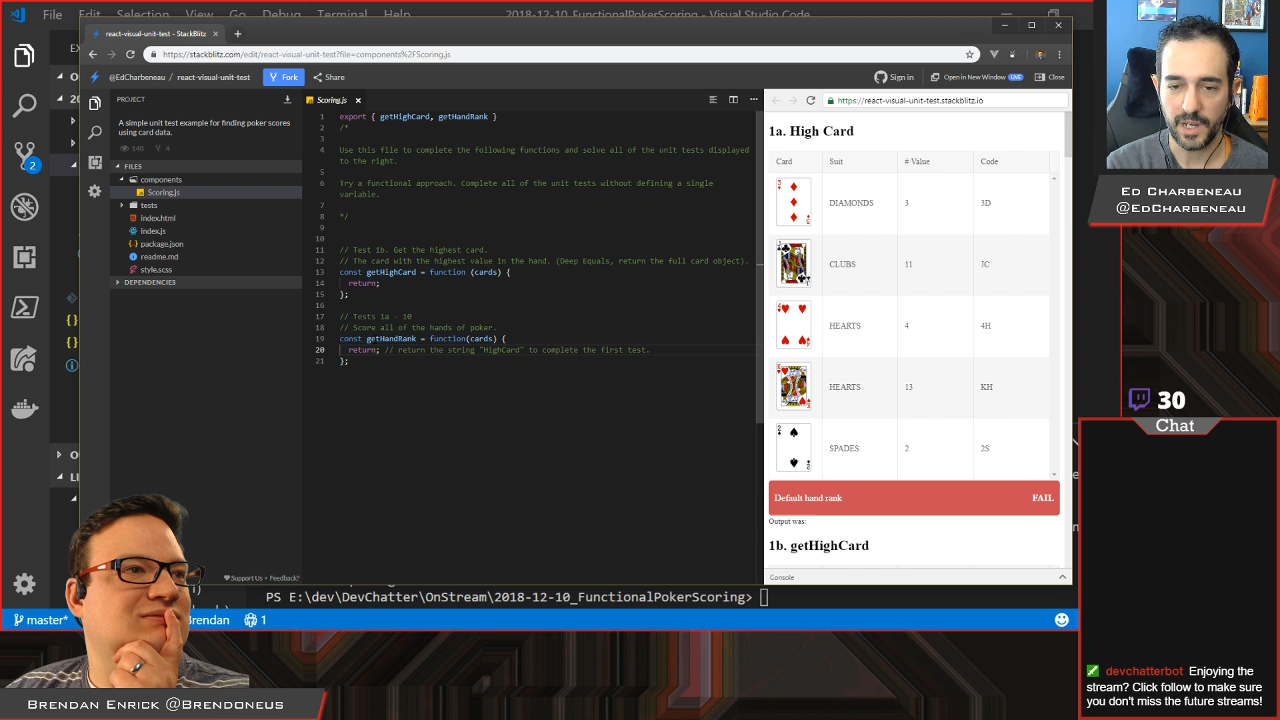 File Edit Selection View Go Debug Terminal Help 2018-12-10_FunctionalPokerScoring - Visual Studio Code
react-visual-unit-test - StackBlitz
https://stackblitz.com/edit/react-visual-unit-test?file=components%2FScoring.js
@EdCharbeneau / react-visual-unit-test Fork Share Sign in Open in New Window LIVE Close
PROJECT
A simple unit test example for finding poker scores
using card data.
148 4
FILES
components
Scoring.js
tests
index.html
index.js
package.json
readme.md
style.scss
DEPENDENCIES
Support Us + Feedback!
Scoring.js
1 export { getHighCard, getHandRank }
2 /*
3
4 Use this file to complete the following functions and solve all of the unit tests displayed
to the right.
5
6 Try a functional approach. Complete all of the unit tests without defining a single
variable.
7
8 */
9
10
11 // Test 1b. Get the highest card.
12 // The card with the highest value in the hand. (Deep Equals, return the full card object).
13 const getHighCard = function (cards) {
14 return;
15 };
16
17 // Tests 1a - 10
18 // Score all of the hands of poker.
19 const getHandRank = function(cards) {
20 return; // return the string "HighCard" to complete the first test.
21 };
https://react-visual-unit-test.stackblitz.io
1a. High Card
Card Suit # Value Code
DIAMONDS 3 3D
CLUBS 11 JC
HEARTS 4 4H
HEARTS 13 KH
SPADES 2 2S
Default hand rank FAIL
Output was:
1b. getHighCard
Console
PS E:\dev\DevChatter\OnStream\2018-12-10_FunctionalPokerScoring>
master* Brendan 1
2
Ed Charbeneau
@EdCharbeneau
30
Chat
devchatterbot Enjoying the
stream? Click follow to make sure
you don't miss the future streams!
Brendan Enrick @Brendoneus